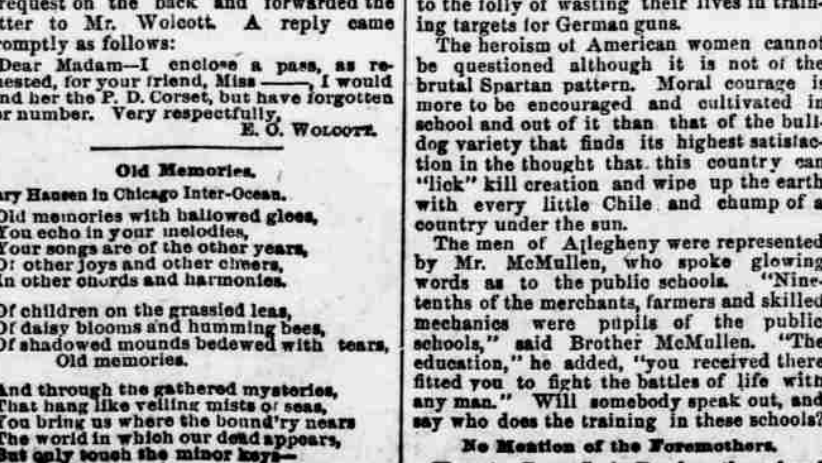 request on the back and forwarded the
tter to Mr. Wolcott. A reply came
romptly as follows:
Dear Madam—I enclose a pass, as re-
uested, for your friend, Miss ——, I would
nd her the P. D. Corset, but have forgotten
or number. Very respectfully,
E. O. WOLCOTT.
Old Memories.
ary Hansen in Chicago Inter-Ocean.
Old memories with hallowed glees,
You echo in your melodies,
Your songs are of the other years,
Of other joys and other cheers,
In other chords and harmonies.
Of children on the grassied leas,
Of daisy blooms and humming bees,
Of shadowed mounds bedewed with tears,
Old memories.
And through the gathered mysteries,
That hang like veiling mists or seas,
You bring us where the bound'ry nears
The world in which our dead appears,
But only touch the minor keys—
to the folly of wasting their lives in train-
ing targets for German guns.
The heroism of American women cannot
be questioned although it is not of the
brutal Spartan pattern. Moral courage is
more to be encouraged and cultivated in
school and out of it than that of the bull-
dog variety that finds its highest satisfac-
tion in the thought that this country can
"lick" kill creation and wipe up the earth
with every little Chile and chump of a
country under the sun.
The men of Allegheny were represented
by Mr. McMullen, who spoke glowing
words as to the public schools. "Nine-
tenths of the merchants, farmers and skilled
mechanics were pupils of the public
schools," said Brother McMullen. "The
education," he added, "you received there
fitted you to fight the battles of life with
any man." Will somebody speak out, and
say who does the training in these schools?
No Mention of the Foremothers.